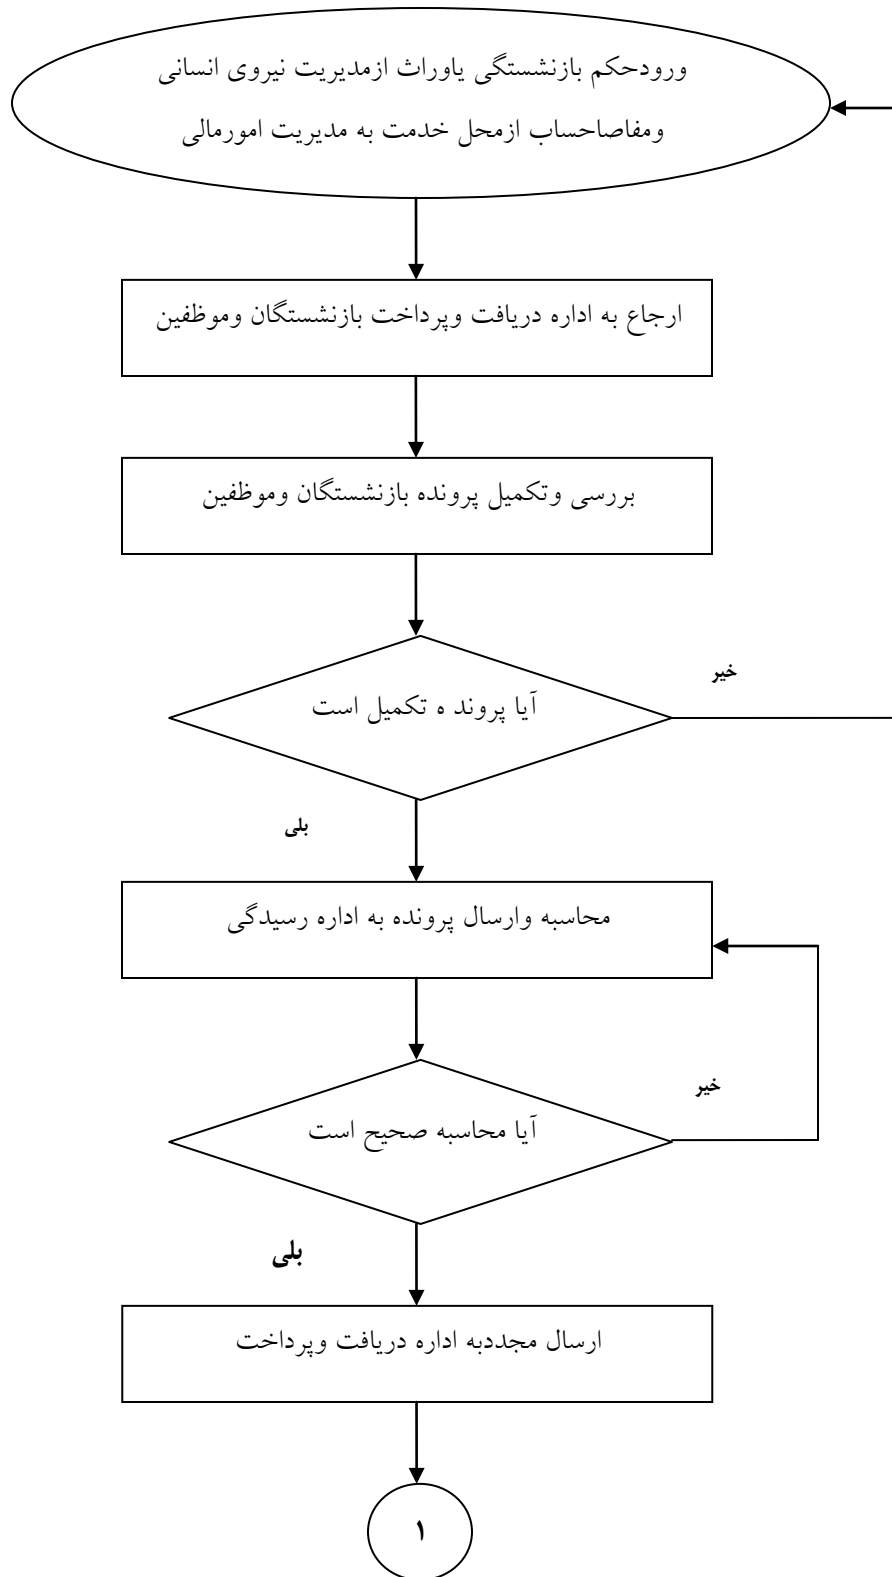 ورودحکم بازنشستگی یاوراث ازمدیریت نیروی انسانی
ومفاصاحساب ازمحل خدمت به مدیریت امورمالی
ارجاع به اداره دریافت وپرداخت بازنشستگان وموظفین
بررسی وتکمیل پرونده بازنشستگان وموظفین
خیر
آیا پروند ه تکمیل است
بلی
محاسبه وارسال پرونده به اداره رسیدگی
خیر
آیا محاسبه صحیح است
بلی
ارسال مجددبه اداره دریافت وپرداخت
۱